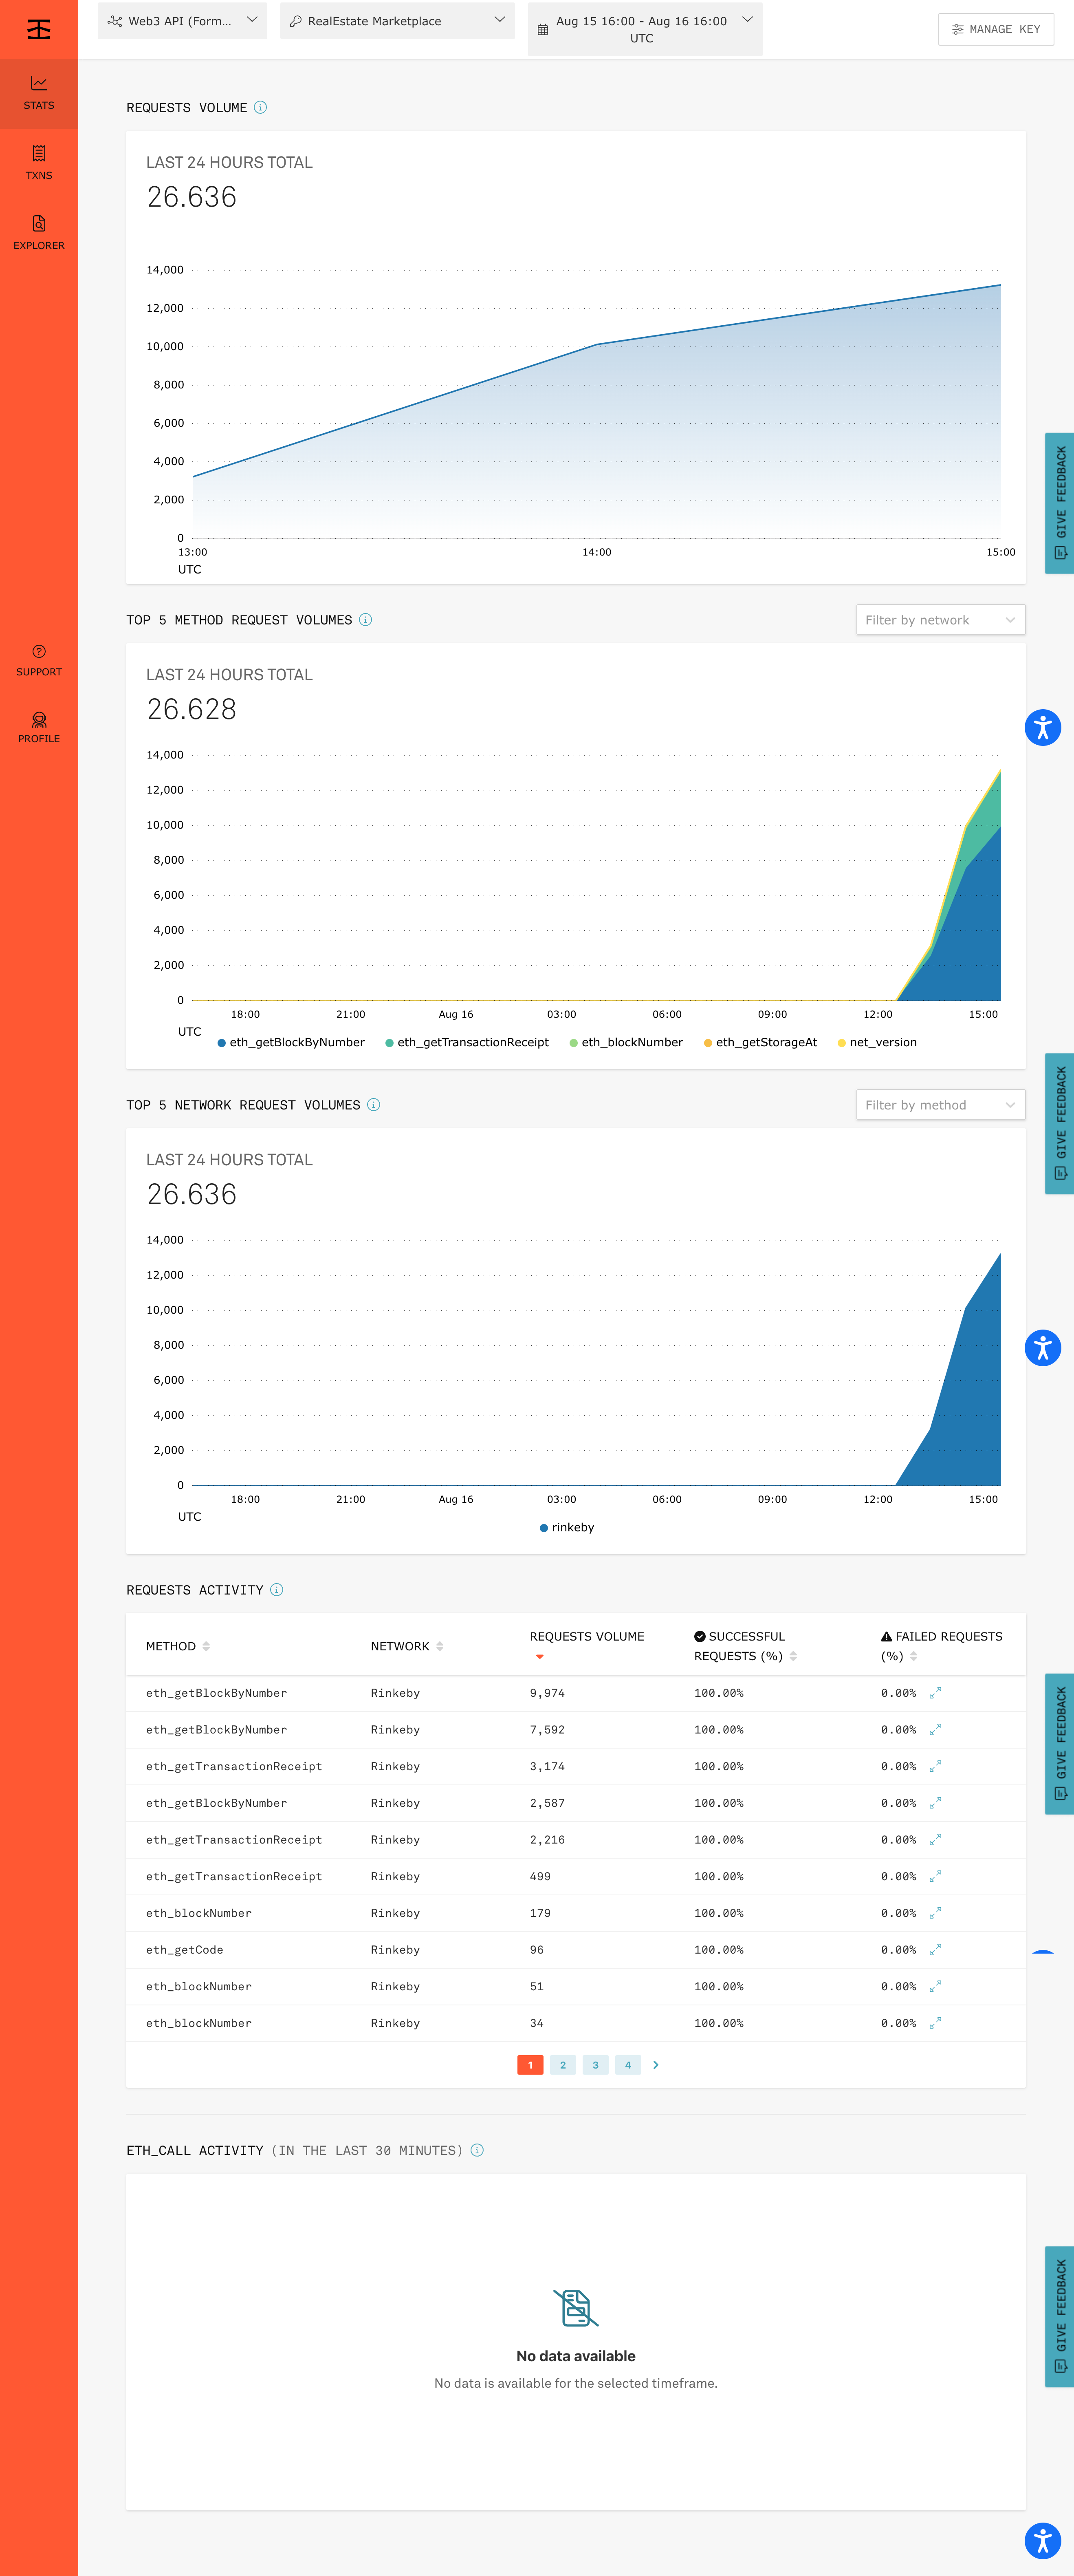 Web3 API (Form...
RealEstate Marketplace
Aug 15 16:00 - Aug 16 16:00
UTC
MANAGE KEY
STATS
TXNS
EXPLORER
SUPPORT
PROFILE
REQUESTS VOLUME
LAST 24 HOURS TOTAL
26.636
14,000
12,000
10,000
8,000
6,000
4,000
2,000
0
13:00 14:00 15:00
UTC
GIVE FEEDBACK
TOP 5 METHOD REQUEST VOLUMES
Filter by network
LAST 24 HOURS TOTAL
26.628
14,000
12,000
10,000
8,000
6,000
4,000
2,000
0
18:00 21:00 Aug 16 03:00 06:00 09:00 12:00 15:00
UTC
eth_getBlockByNumber eth_getTransactionReceipt eth_blockNumber eth_getStorageAt net_version
GIVE FEEDBACK
TOP 5 NETWORK REQUEST VOLUMES
Filter by method
LAST 24 HOURS TOTAL
26.636
14,000
12,000
10,000
8,000
6,000
4,000
2,000
0
18:00 21:00 Aug 16 03:00 06:00 09:00 12:00 15:00
UTC
rinkeby
REQUESTS ACTIVITY
METHOD NETWORK REQUESTS VOLUME SUCCESSFUL REQUESTS (%) FAILED REQUESTS (%)
eth_getBlockByNumber Rinkeby 9,974 100.00% 0.00%
eth_getBlockByNumber Rinkeby 7,592 100.00% 0.00%
eth_getTransactionReceipt Rinkeby 3,174 100.00% 0.00%
eth_getBlockByNumber Rinkeby 2,587 100.00% 0.00%
eth_getTransactionReceipt Rinkeby 2,216 100.00% 0.00%
eth_getTransactionReceipt Rinkeby 499 100.00% 0.00%
eth_blockNumber Rinkeby 179 100.00% 0.00%
eth_getCode Rinkeby 96 100.00% 0.00%
eth_blockNumber Rinkeby 51 100.00% 0.00%
eth_blockNumber Rinkeby 34 100.00% 0.00%
GIVE FEEDBACK
1 2 3 4
ETH_CALL ACTIVITY (IN THE LAST 30 MINUTES)
No data available
No data is available for the selected timeframe.
GIVE FEEDBACK